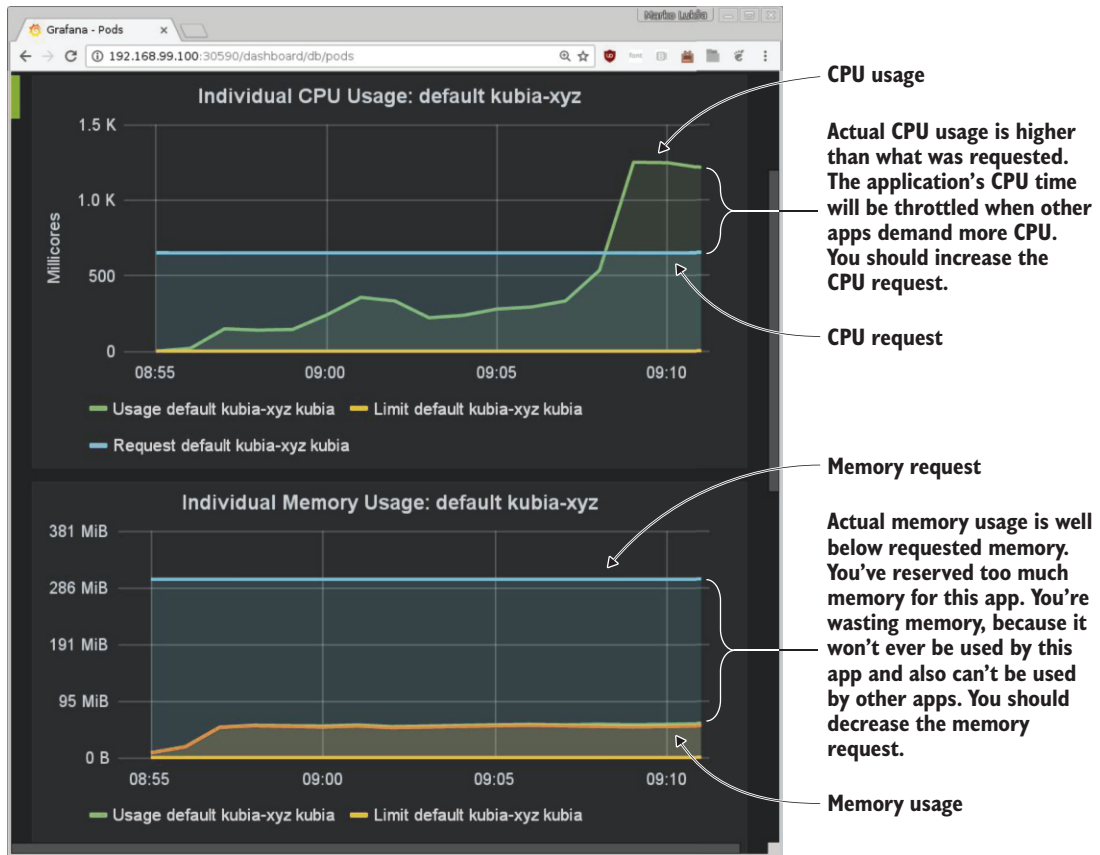 Marko Lukša
Grafana - Pods
192.168.99.100:30590/dashboard/db/pods
Individual CPU Usage: default kubia-xyz
1.5 K
1.0 K
500
0
Millicores
08:55 09:00 09:05 09:10
Usage default kubia-xyz kubia Limit default kubia-xyz kubia
Request default kubia-xyz kubia
Individual Memory Usage: default kubia-xyz
381 MiB
286 MiB
191 MiB
95 MiB
0 B
08:55 09:00 09:05 09:10
Usage default kubia-xyz kubia Limit default kubia-xyz kubia
CPU usage
Actual CPU usage is higher
than what was requested.
The application's CPU time
will be throttled when other
apps demand more CPU.
You should increase the
CPU request.
CPU request
Memory request
Actual memory usage is well
below requested memory.
You've reserved too much
memory for this app. You're
wasting memory, because it
won't ever be used by this
app and also can't be used
by other apps. You should
decrease the memory
request.
Memory usage